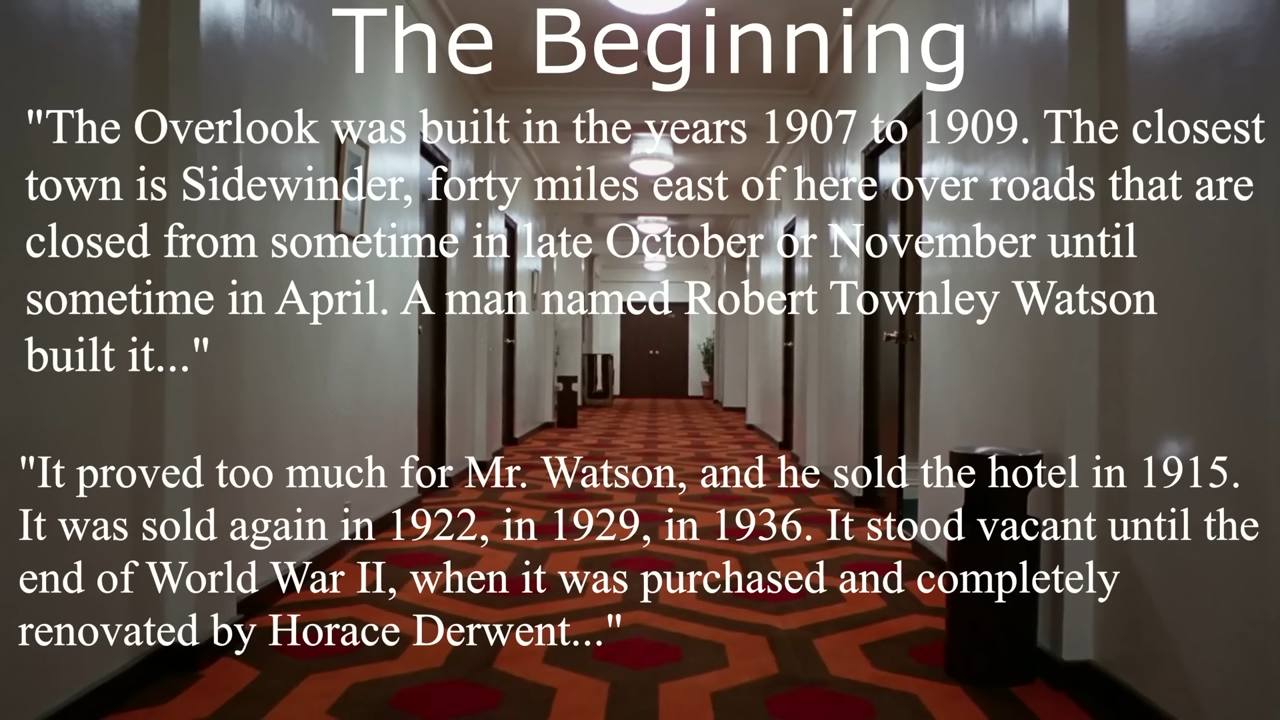 The Beginning
"The Overlook was built in the years 1907 to 1909. The closest
town is Sidewinder, forty miles east of here over roads that are
closed from sometime in late October or November until
sometime in April. A man named Robert Townley Watson
built it..."
"It proved too much for Mr. Watson, and he sold the hotel in 1915.
It was sold again in 1922, in 1929, in 1936. It stood vacant until the
end of World War II, when it was purchased and completely
renovated by Horace Derwent..."